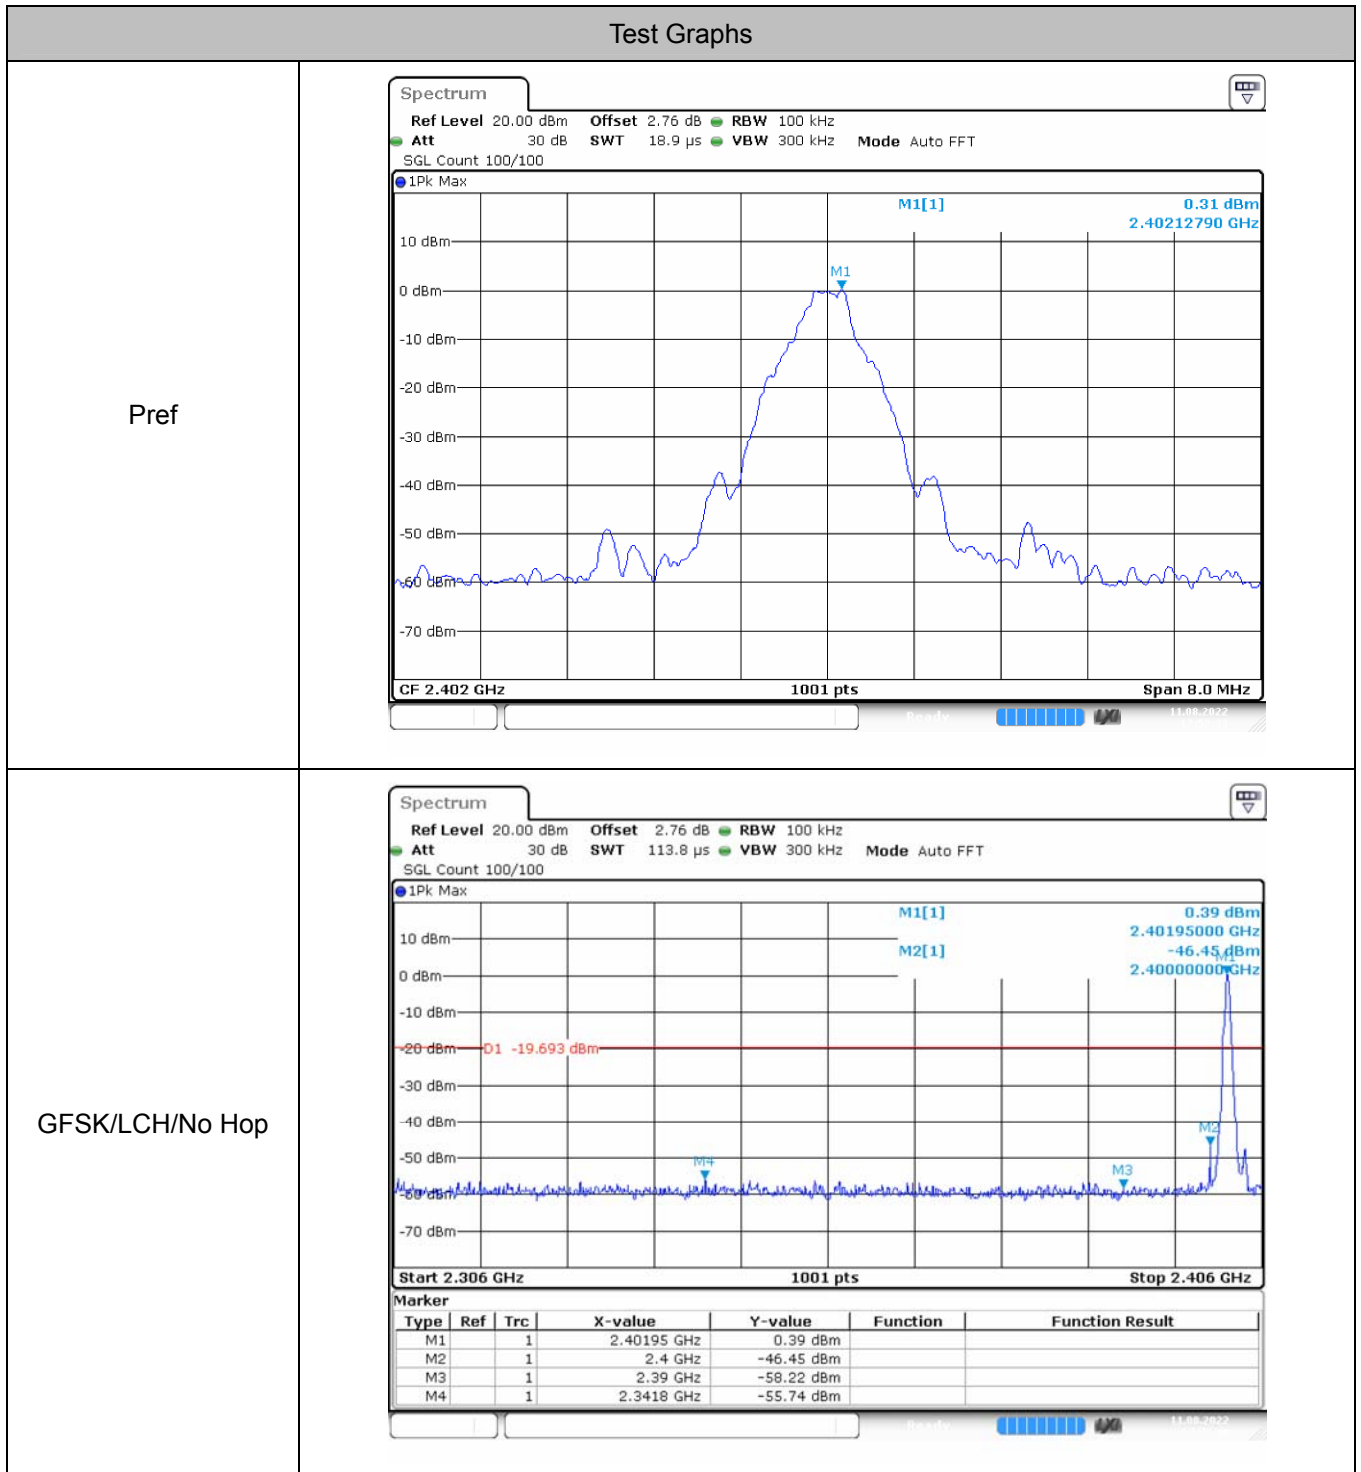 Test Graphs
Pref
Spectrum
Ref Level 20.00 dBm Offset 2.76 dB RBW 100 kHz
Att 30 dB SWT 18.9 µs VBW 300 kHz Mode Auto FFT
SGL Count 100/100
1Pk Max
M1[1] 0.31 dBm
2.40212790 GHz
10 dBm
M1
0 dBm
-10 dBm
-20 dBm
-30 dBm
-40 dBm
-50 dBm
-60 dBm
-70 dBm
CF 2.402 GHz 1001 pts Span 8.0 MHz
Ready 11.08.2022
GFSK/LCH/No Hop
Spectrum
Ref Level 20.00 dBm Offset 2.76 dB RBW 100 kHz
Att 30 dB SWT 113.8 µs VBW 300 kHz Mode Auto FFT
SGL Count 100/100
1Pk Max
M1[1] 0.39 dBm
2.40195000 GHz
10 dBm
M2[1] -46.45 dBm
M1
0 dBm 2.40000000 GHz
-10 dBm
-20 dBm D1 -19.693 dBm
-30 dBm
-40 dBm
M2
-50 dBm
M4 M3
-60 dBm
-70 dBm
Start 2.306 GHz 1001 pts Stop 2.406 GHz
Marker
Type Ref Trc X-value Y-value Function Function Result
M1 1 2.40195 GHz 0.39 dBm
M2 1 2.4 GHz -46.45 dBm
M3 1 2.39 GHz -58.22 dBm
M4 1 2.3418 GHz -55.74 dBm
Ready 11.08.2022